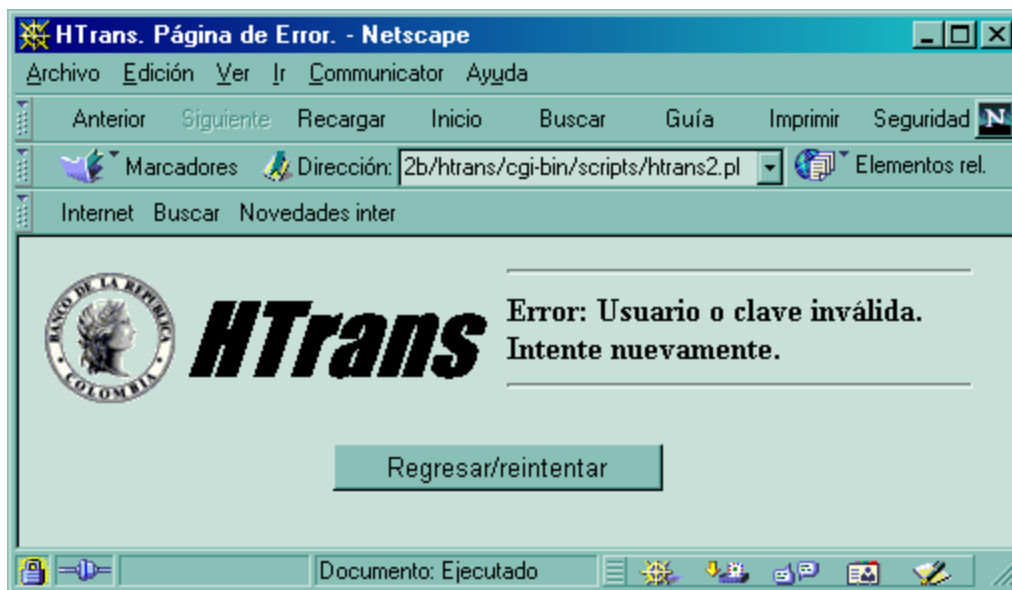 HTrans. Página de Error. - Netscape
Archivo Edición Ver Ir Communicator Ayuda
Anterior Siguiente Recargar Inicio Buscar Guía Imprimir Seguridad N
Marcadores Dirección: 2b/htrans/cgi-bin/scripts/htrans2.pl Elementos rel.
Internet Buscar Novedades inter
BANCO DE LA REPUBLICA
COLOMBIA
HTrans
Error: Usuario o clave inválida.
Intente nuevamente.
Regresar/reintentar
Documento: Ejecutado